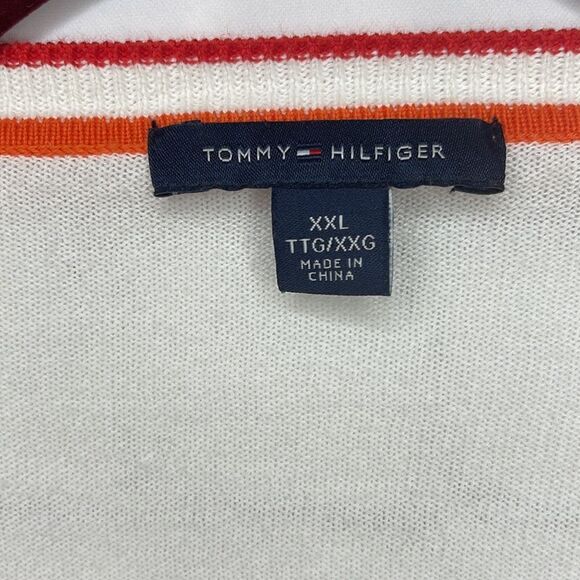 TOMMY HILFIGER
XXL
TTG/XXG
MADE IN
CHINA